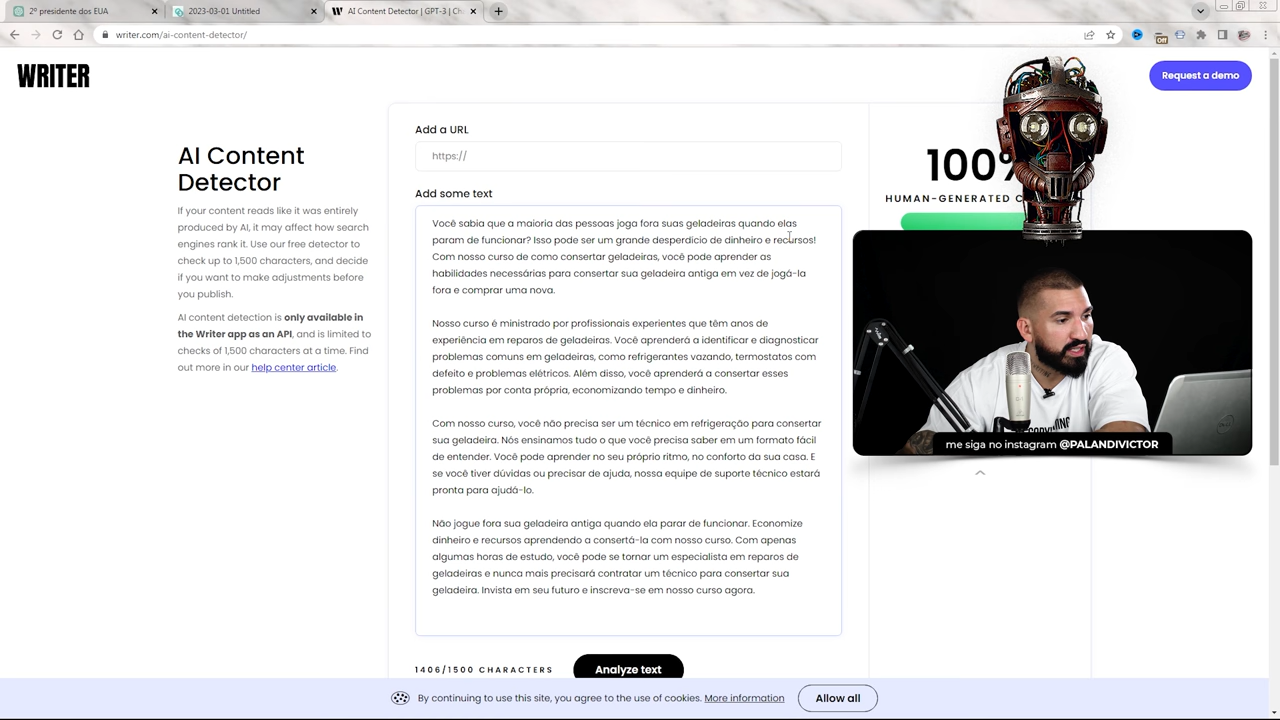 2º presidente dos EUA
2023-03-01 Untitled
AI Content Detector | GPT-3 | Ch
writer.com/ai-content-detector/
Off
WRITER
Request a demo
AI Content
Detector
If your content reads like it was entirely
produced by AI, it may affect how search
engines rank it. Use our free detector to
check up to 1,500 characters, and decide
if you want to make adjustments before
you publish.
AI content detection is only available in
the Writer app as an API, and is limited to
checks of 1,500 characters at a time. Find
out more in our help center article.
Add a URL
https://
Add some text
Você sabia que a maioria das pessoas joga fora suas geladeiras quando elas
param de funcionar? Isso pode ser um grande desperdício de dinheiro e recursos!
Com nosso curso de como consertar geladeiras, você pode aprender as
habilidades necessárias para consertar sua geladeira antiga em vez de jogá-la
fora e comprar uma nova.
Nosso curso é ministrado por profissionais experientes que têm anos de
experiência em reparos de geladeiras. Você aprenderá a identificar e diagnosticar
problemas comuns em geladeiras, como refrigerantes vazando, termostatos com
defeito e problemas elétricos. Além disso, você aprenderá a consertar esses
problemas por conta própria, economizando tempo e dinheiro.
Com nosso curso, você não precisa ser um técnico em refrigeração para consertar
sua geladeira. Nós ensinamos tudo o que você precisa saber em um formato fácil
de entender. Você pode aprender no seu próprio ritmo, no conforto da sua casa. E
se você tiver dúvidas ou precisar de ajuda, nossa equipe de suporte técnico estará
pronta para ajudá-lo.
Não jogue fora sua geladeira antiga quando ela parar de funcionar. Economize
dinheiro e recursos aprendendo a consertá-la com nosso curso. Com apenas
algumas horas de estudo, você pode se tornar um especialista em reparos de
geladeiras e nunca mais precisará contratar um técnico para consertar sua
geladeira. Invista em seu futuro e inscreva-se em nosso curso agora.
1406/1500 CHARACTERS
Analyze text
100%
HUMAN-GENERATED C
me siga no instagram @PALANDIVICTOR
By continuing to use this site, you agree to the use of cookies. More information
Allow all